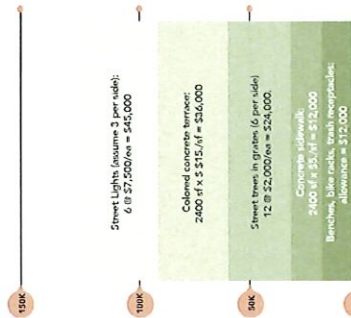 150K
100K
50K
Street Lights (assume 3 per side):
6 @ $7,500/ea = $45,000
Colored concrete terrace:
2400 sf x $ $15./sf = $36,000
Street trees in grates (6 per side)
12 @ $2,000/ea = $24,000.
Concrete sidewalk:
2400 sf x $5./sf = $12,000
Benches, bike racks, trash receptacles:
allowance = $12,000